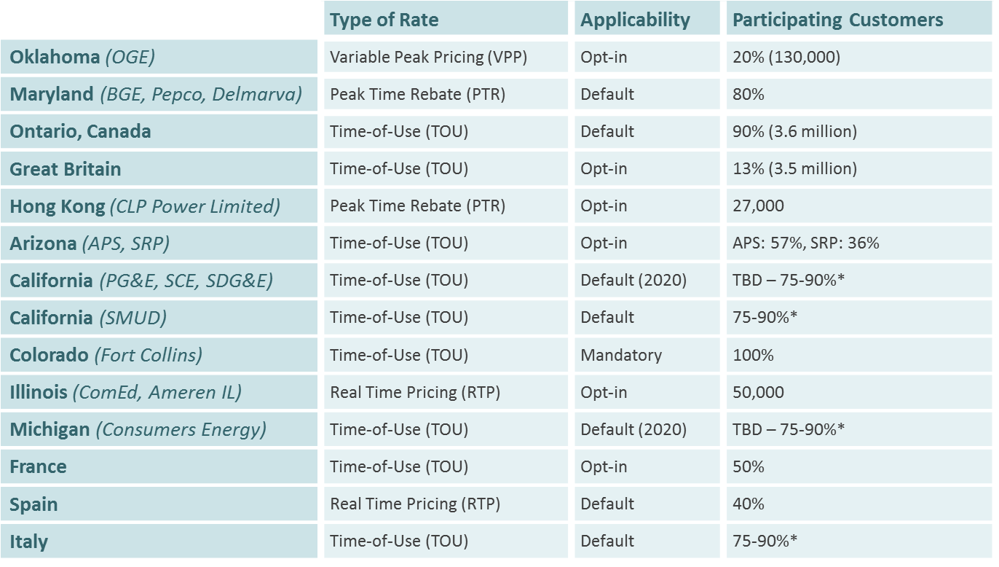 Type of Rate Applicability Participating Customers
Oklahoma (OGE) Variable Peak Pricing (VPP) Opt-in 20% (130,000)
Maryland (BGE, Pepco, Delmarva) Peak Time Rebate (PTR) Default 80%
Ontario, Canada Time-of-Use (TOU) Default 90% (3.6 million)
Great Britain Time-of-Use (TOU) Opt-in 13% (3.5 million)
Hong Kong (CLP Power Limited) Peak Time Rebate (PTR) Opt-in 27,000
Arizona (APS, SRP) Time-of-Use (TOU) Opt-in APS: 57%, SRP: 36%
California (PG&E, SCE, SDG&E) Time-of-Use (TOU) Default (2020) TBD – 75-90%*
California (SMUD) Time-of-Use (TOU) Default 75-90%*
Colorado (Fort Collins) Time-of-Use (TOU) Mandatory 100%
Illinois (ComEd, Ameren IL) Real Time Pricing (RTP) Opt-in 50,000
Michigan (Consumers Energy) Time-of-Use (TOU) Default (2020) TBD – 75-90%*
France Time-of-Use (TOU) Opt-in 50%
Spain Real Time Pricing (RTP) Default 40%
Italy Time-of-Use (TOU) Default 75-90%*